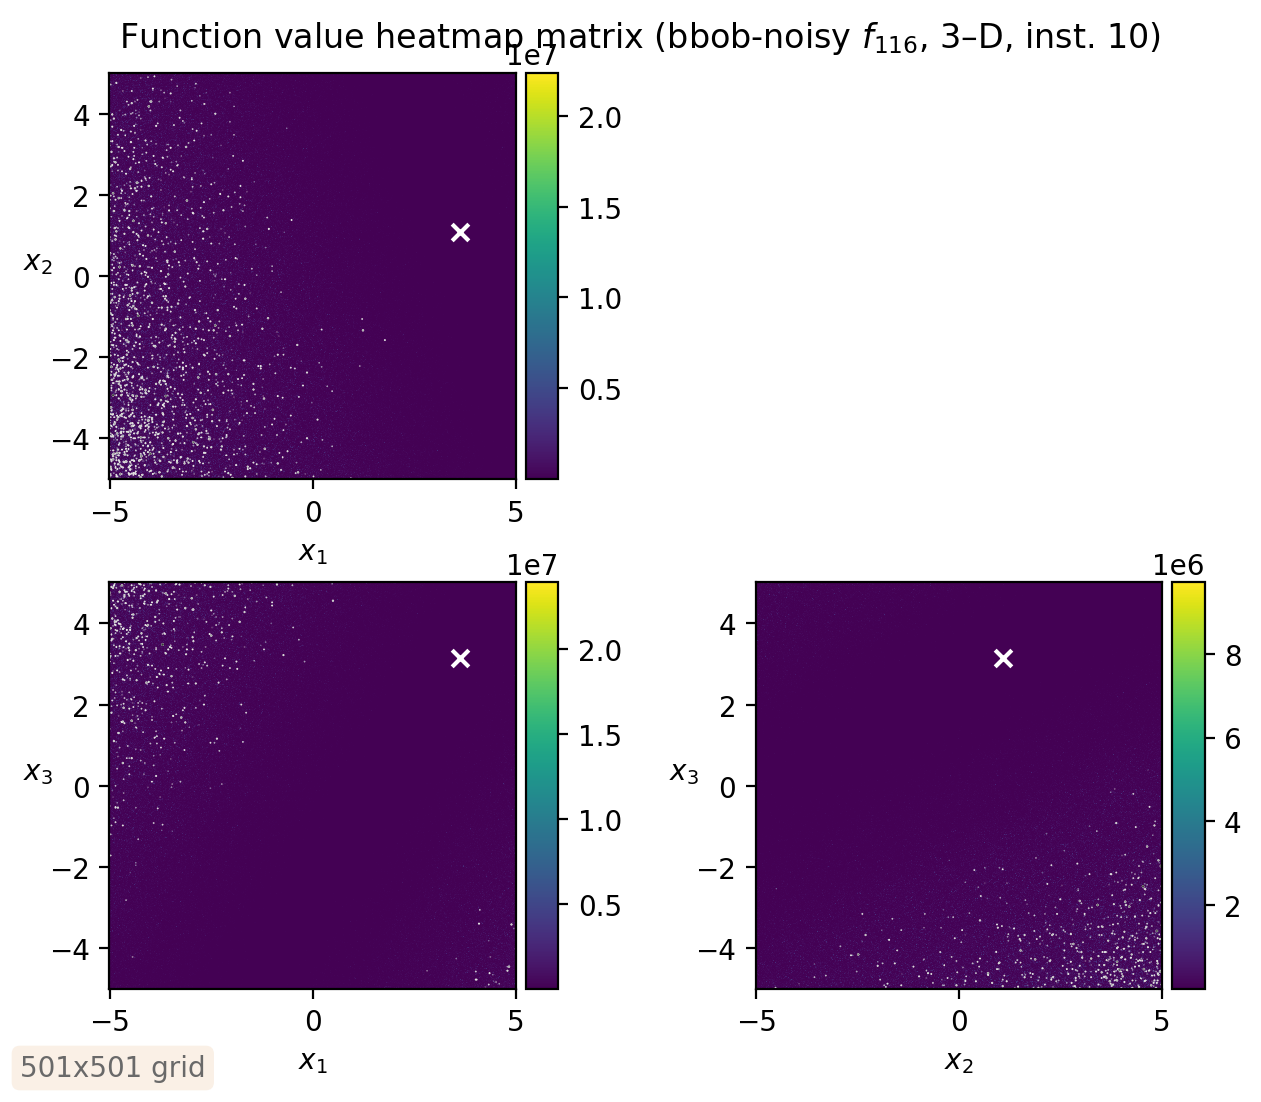 Function value heatmap matrix (bbob-noisy f₁₁₆, 3–D, inst. 10)
1e7
4
2
0
−2
−4
x₂
−5 0 5
x₁
2.0
1.5
1.0
0.5
1e7
4
2
0
−2
−4
x₃
−5 0 5
x₁
2.0
1.5
1.0
0.5
1e6
4
2
0
−2
−4
x₃
−5 0 5
x₂
8
6
4
2
501x501 grid